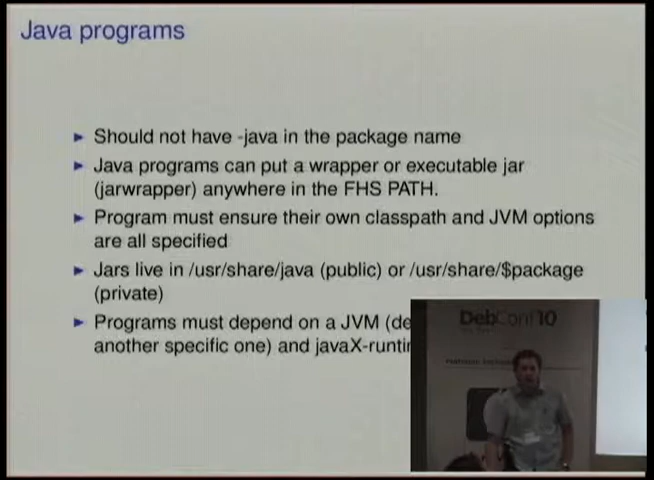 Java programs
Should not have -java in the package name
Java programs can put a wrapper or executable jar
(jarwrapper) anywhere in the FHS PATH.
Program must ensure their own classpath and JVM options
are all specified
Jars live in /usr/share/java (public) or /usr/share/$package
(private)
Programs must depend on a JVM (de
another specific one) and javaX-runtin
DebConf10